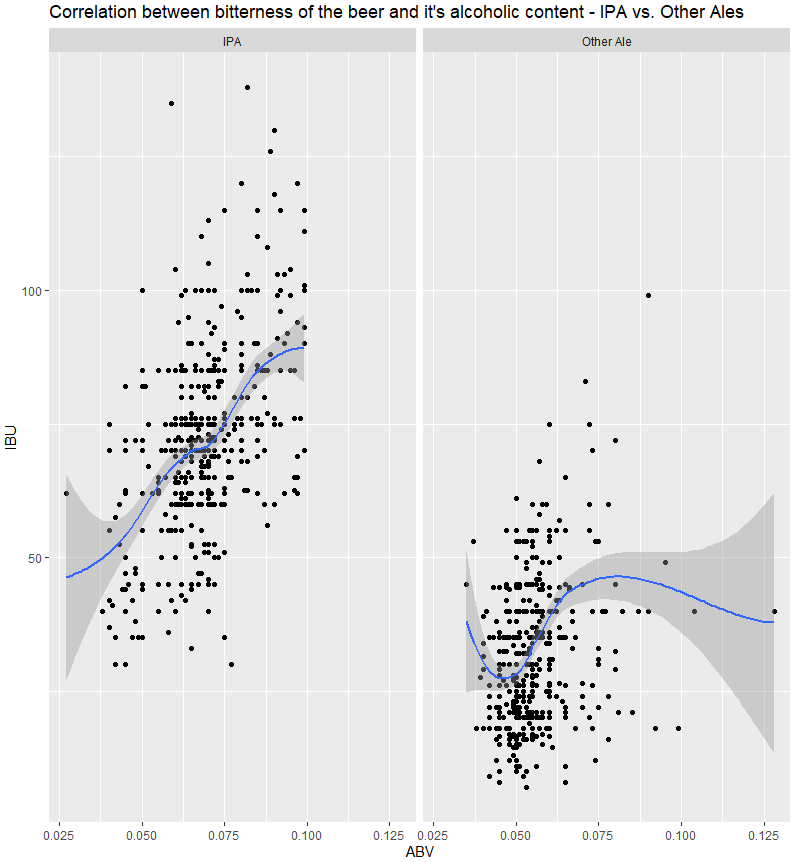 Correlation between bitterness of the beer and it's alcoholic content - IPA vs. Other Ales
IPA
Other Ale
100
50
IBU
0.025 0.050 0.075 0.100 0.125 0.025 0.050 0.075 0.100 0.125
ABV